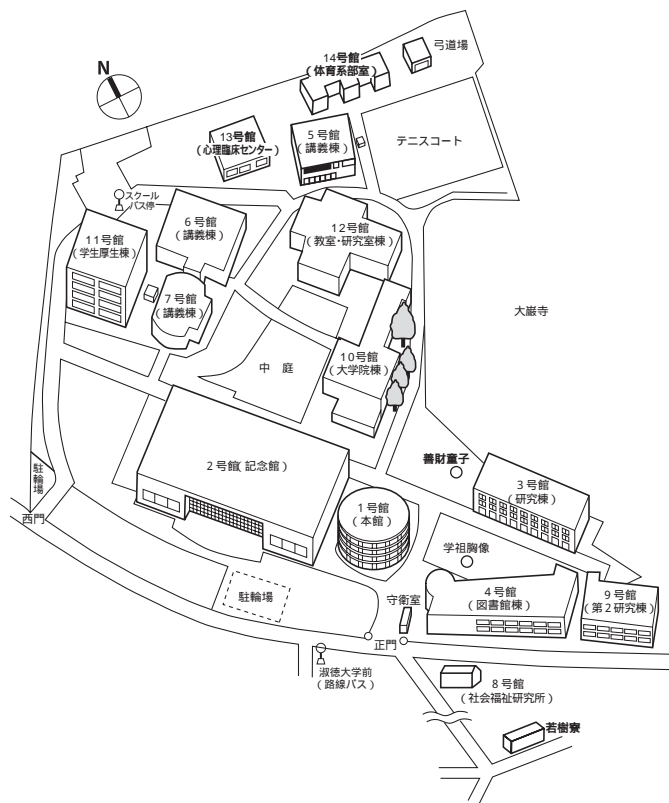 N
弓道場
14号館
(体育系部室)
テニスコート
13号館
(心理臨床センター)
5号館
(講義棟)
スクール
バス停
6号館
(講義棟)
12号館
(教室・研究室棟)
11号館
(学生厚生棟)
7号館
(講義棟)
大巌寺
中庭
10号館
(大学院棟)
2号館(記念館)
善財童子
3号館
(研究棟)
駐輪場
西門
1号館
(本館)
学祖胸像
駐輪場
守衛室
4号館
(図書館棟)
9号館
(第2研究棟)
正門
淑徳大学前
(路線バス)
8号館
(社会福祉研究所)
若樹寮